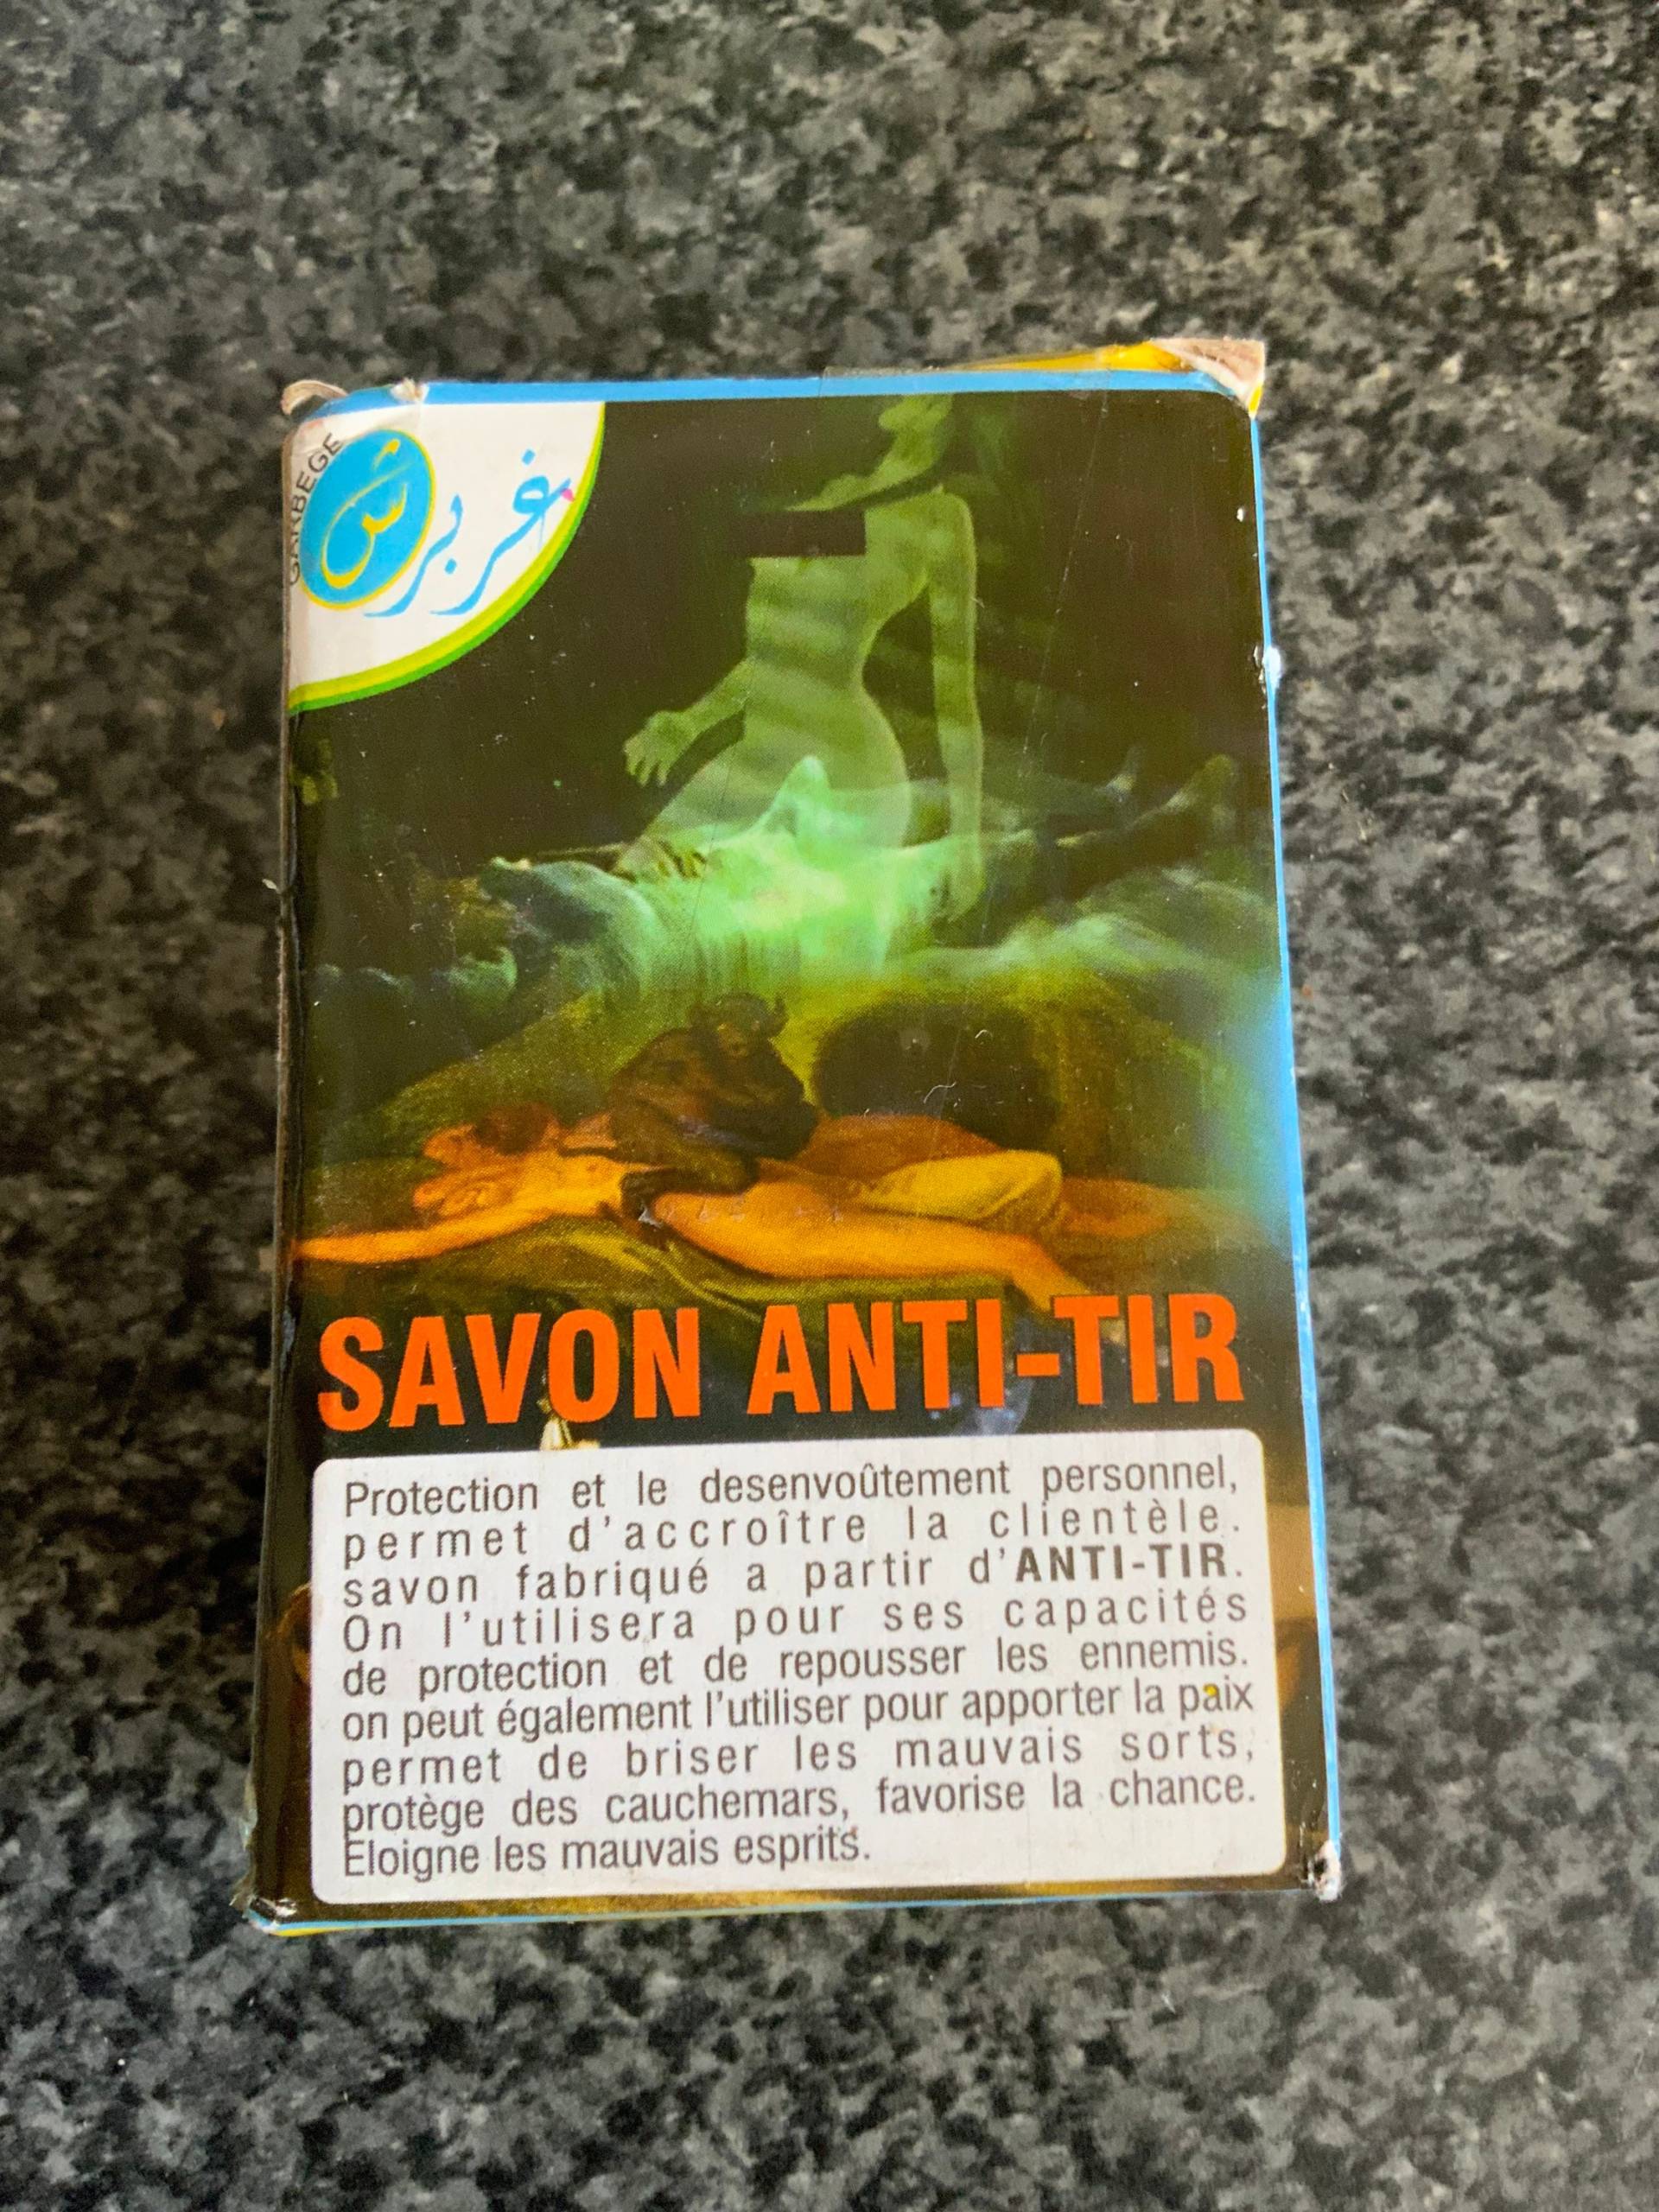 GARBEGE
غربش
SAVON ANTI-TIR
Protection et le desenvoûtement personnel,
permet d'accroître la clientèle.
savon fabriqué a partir d'ANTI-TIR.
On l'utilisera pour ses capacités
de protection et de repousser les ennemis.
on peut également l'utiliser pour apporter la paix
permet de briser les mauvais sorts,
protège des cauchemars, favorise la chance.
Eloigne les mauvais esprits.